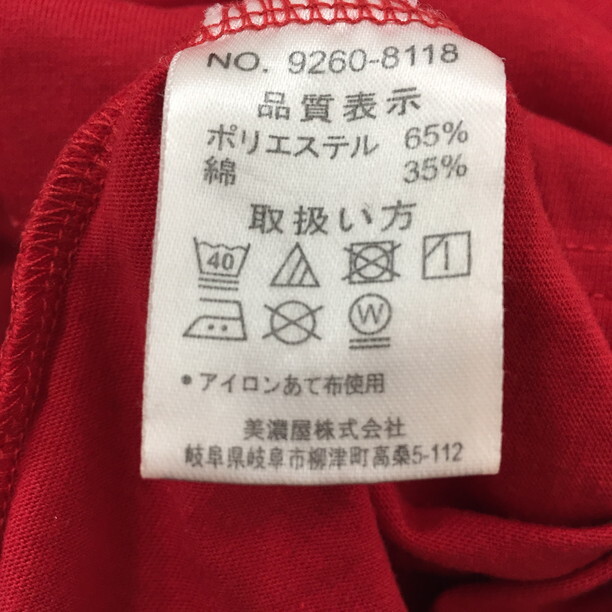 NO. 9260-8118
品質表示
ポリエステル 65%
綿 35%
取扱い方
40
W
• アイロンあて布使用
美濃屋株式会社
岐阜県岐阜市柳津町高桑5-112